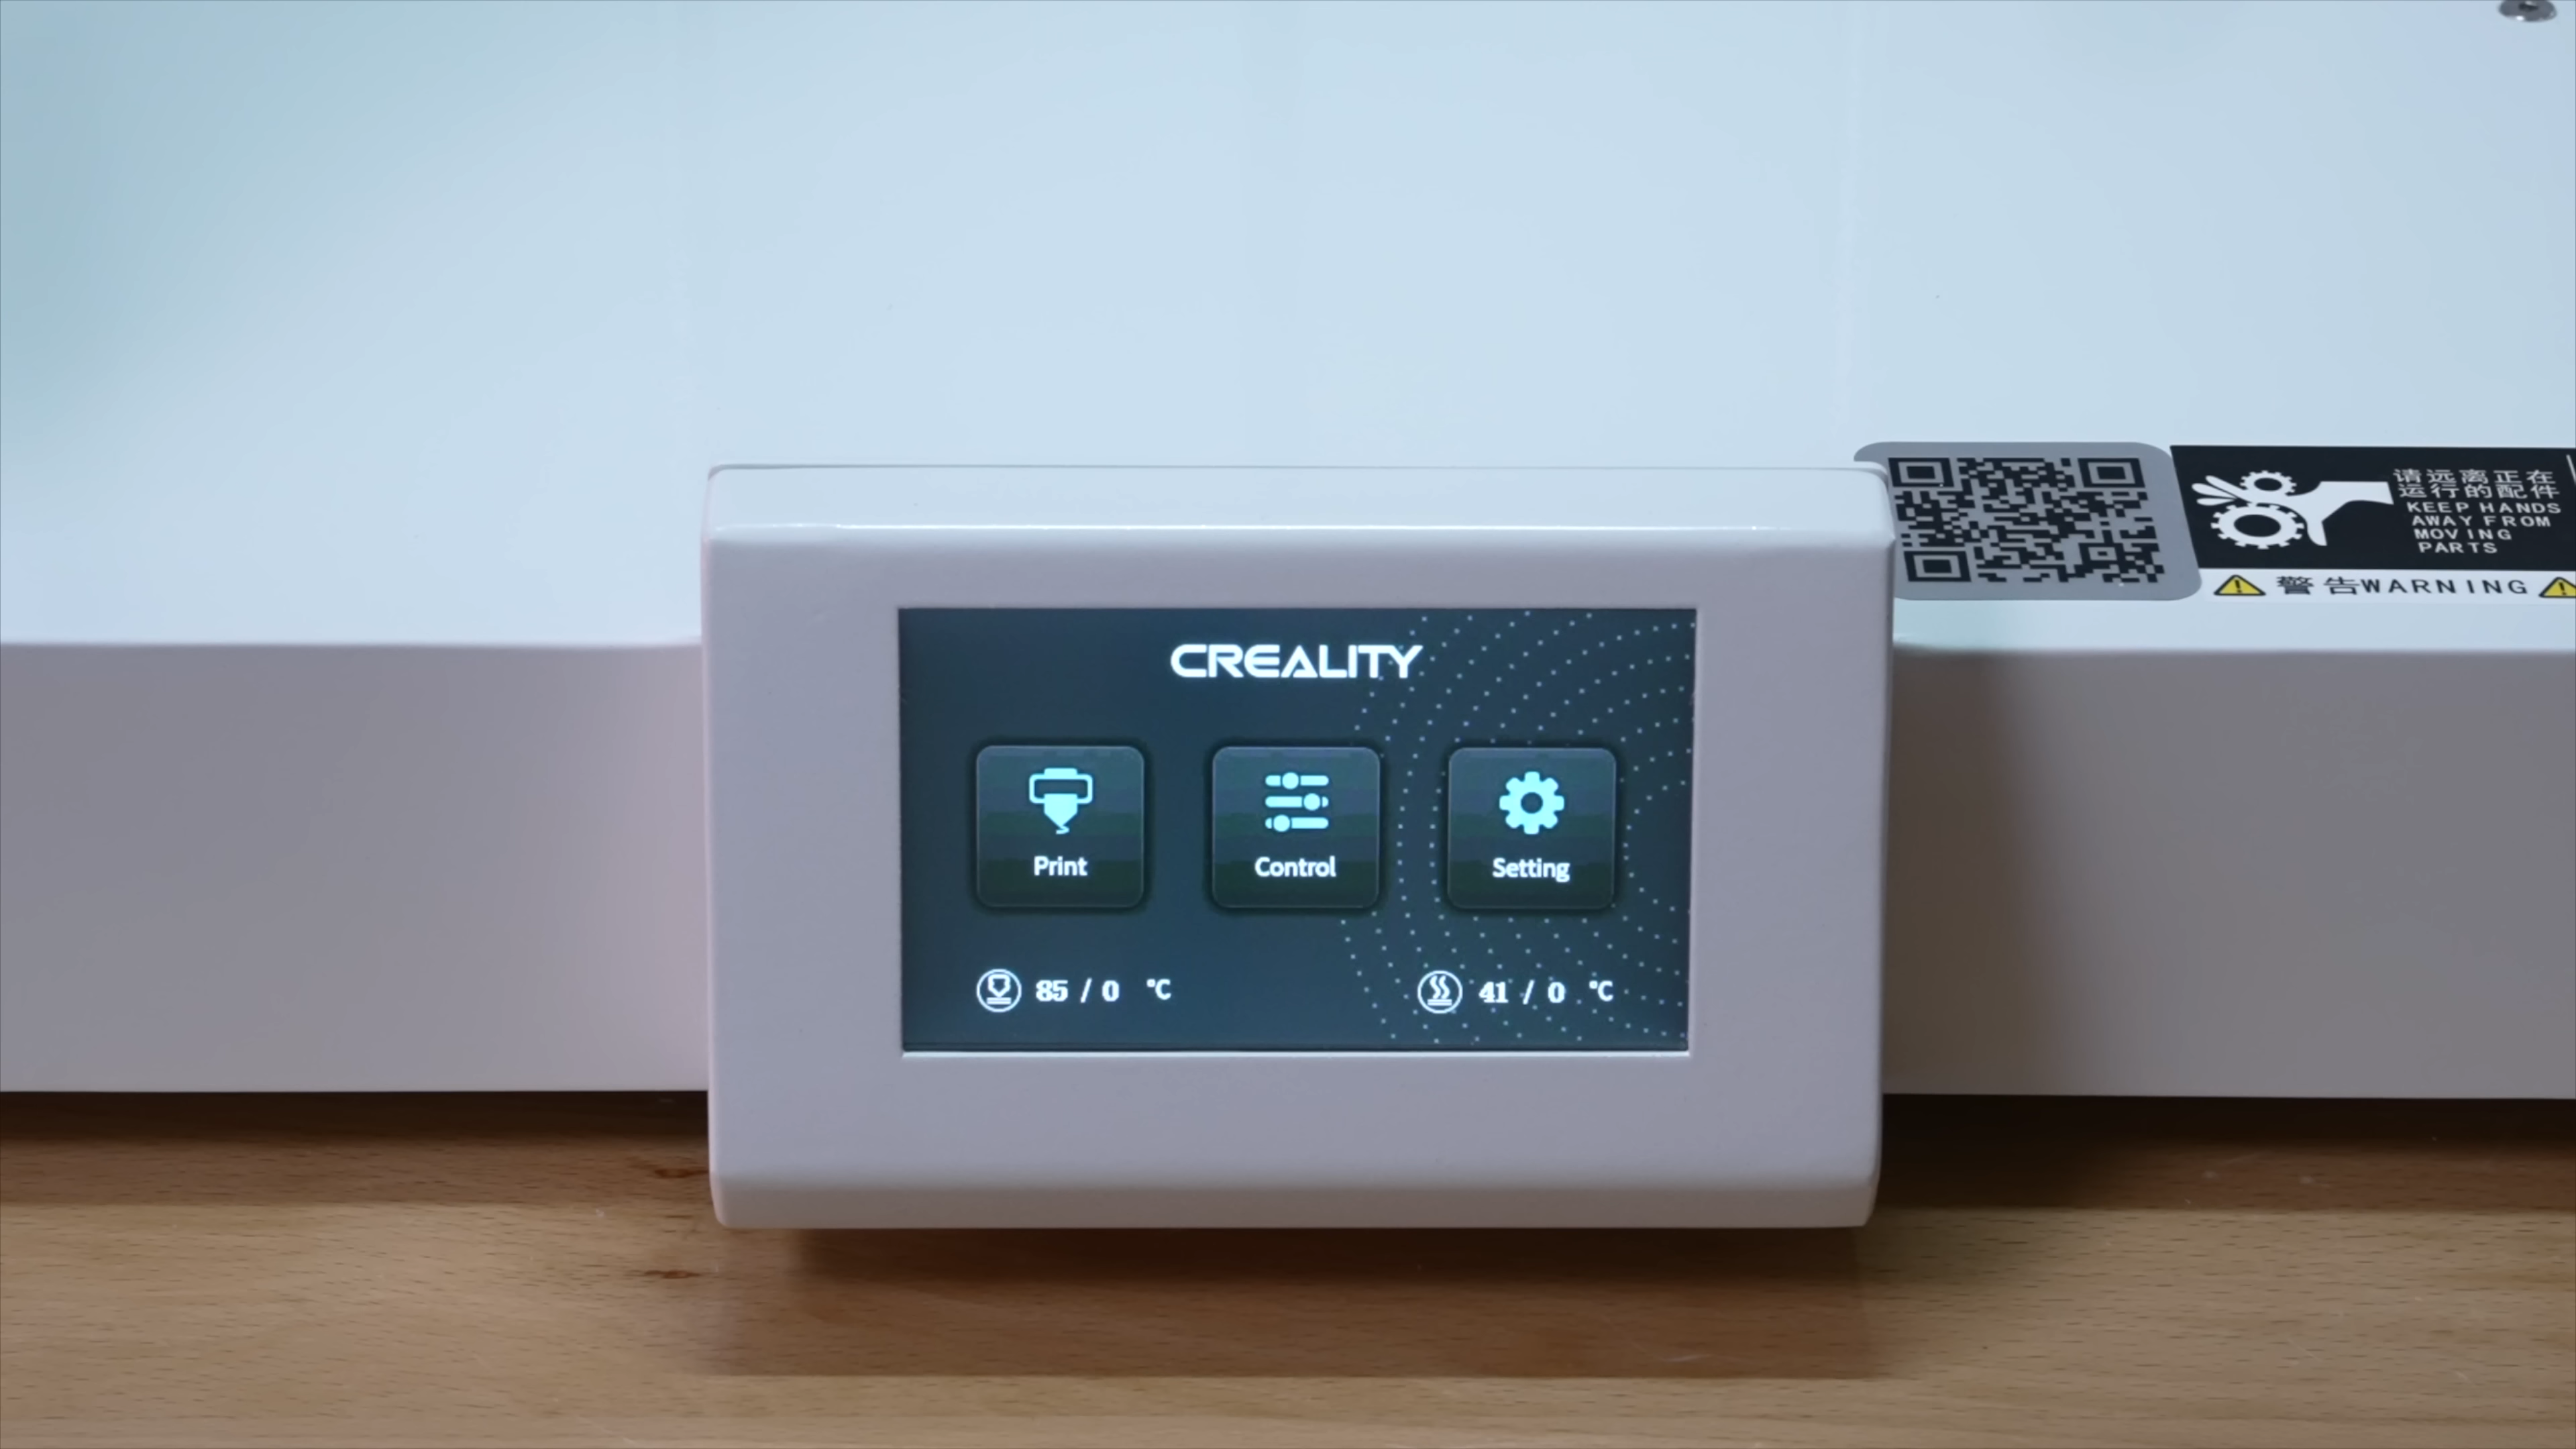 请远离正在
运行的配件
KEEP HANDS
AWAY FROM
MOVING
PARTS
警告WARNING
CREALITY
Print
Control
Setting
85 / 0 °C
41 / 0 °C